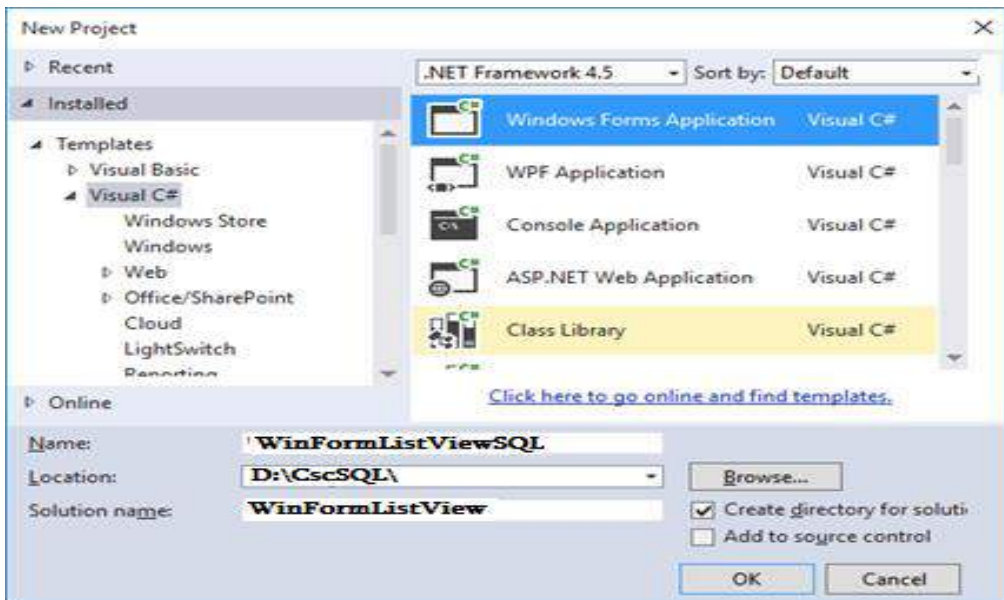 New Project
Recent
Installed
Templates
Visual Basic
Visual C#
Windows Store
Windows
Web
Office/SharePoint
Cloud
LightSwitch
Reporting
Online
.NET Framework 4.5 Sort by: Default
Windows Forms Application Visual C#
WPF Application Visual C#
Console Application Visual C#
ASP.NET Web Application Visual C#
Class Library Visual C#
Click here to go online and find templates.
Name: WinFormListViewSQL
Location: D:\CscSQL\
Browse...
Solution name: WinFormListView
Create directory for soluti
Add to source control
OK Cancel